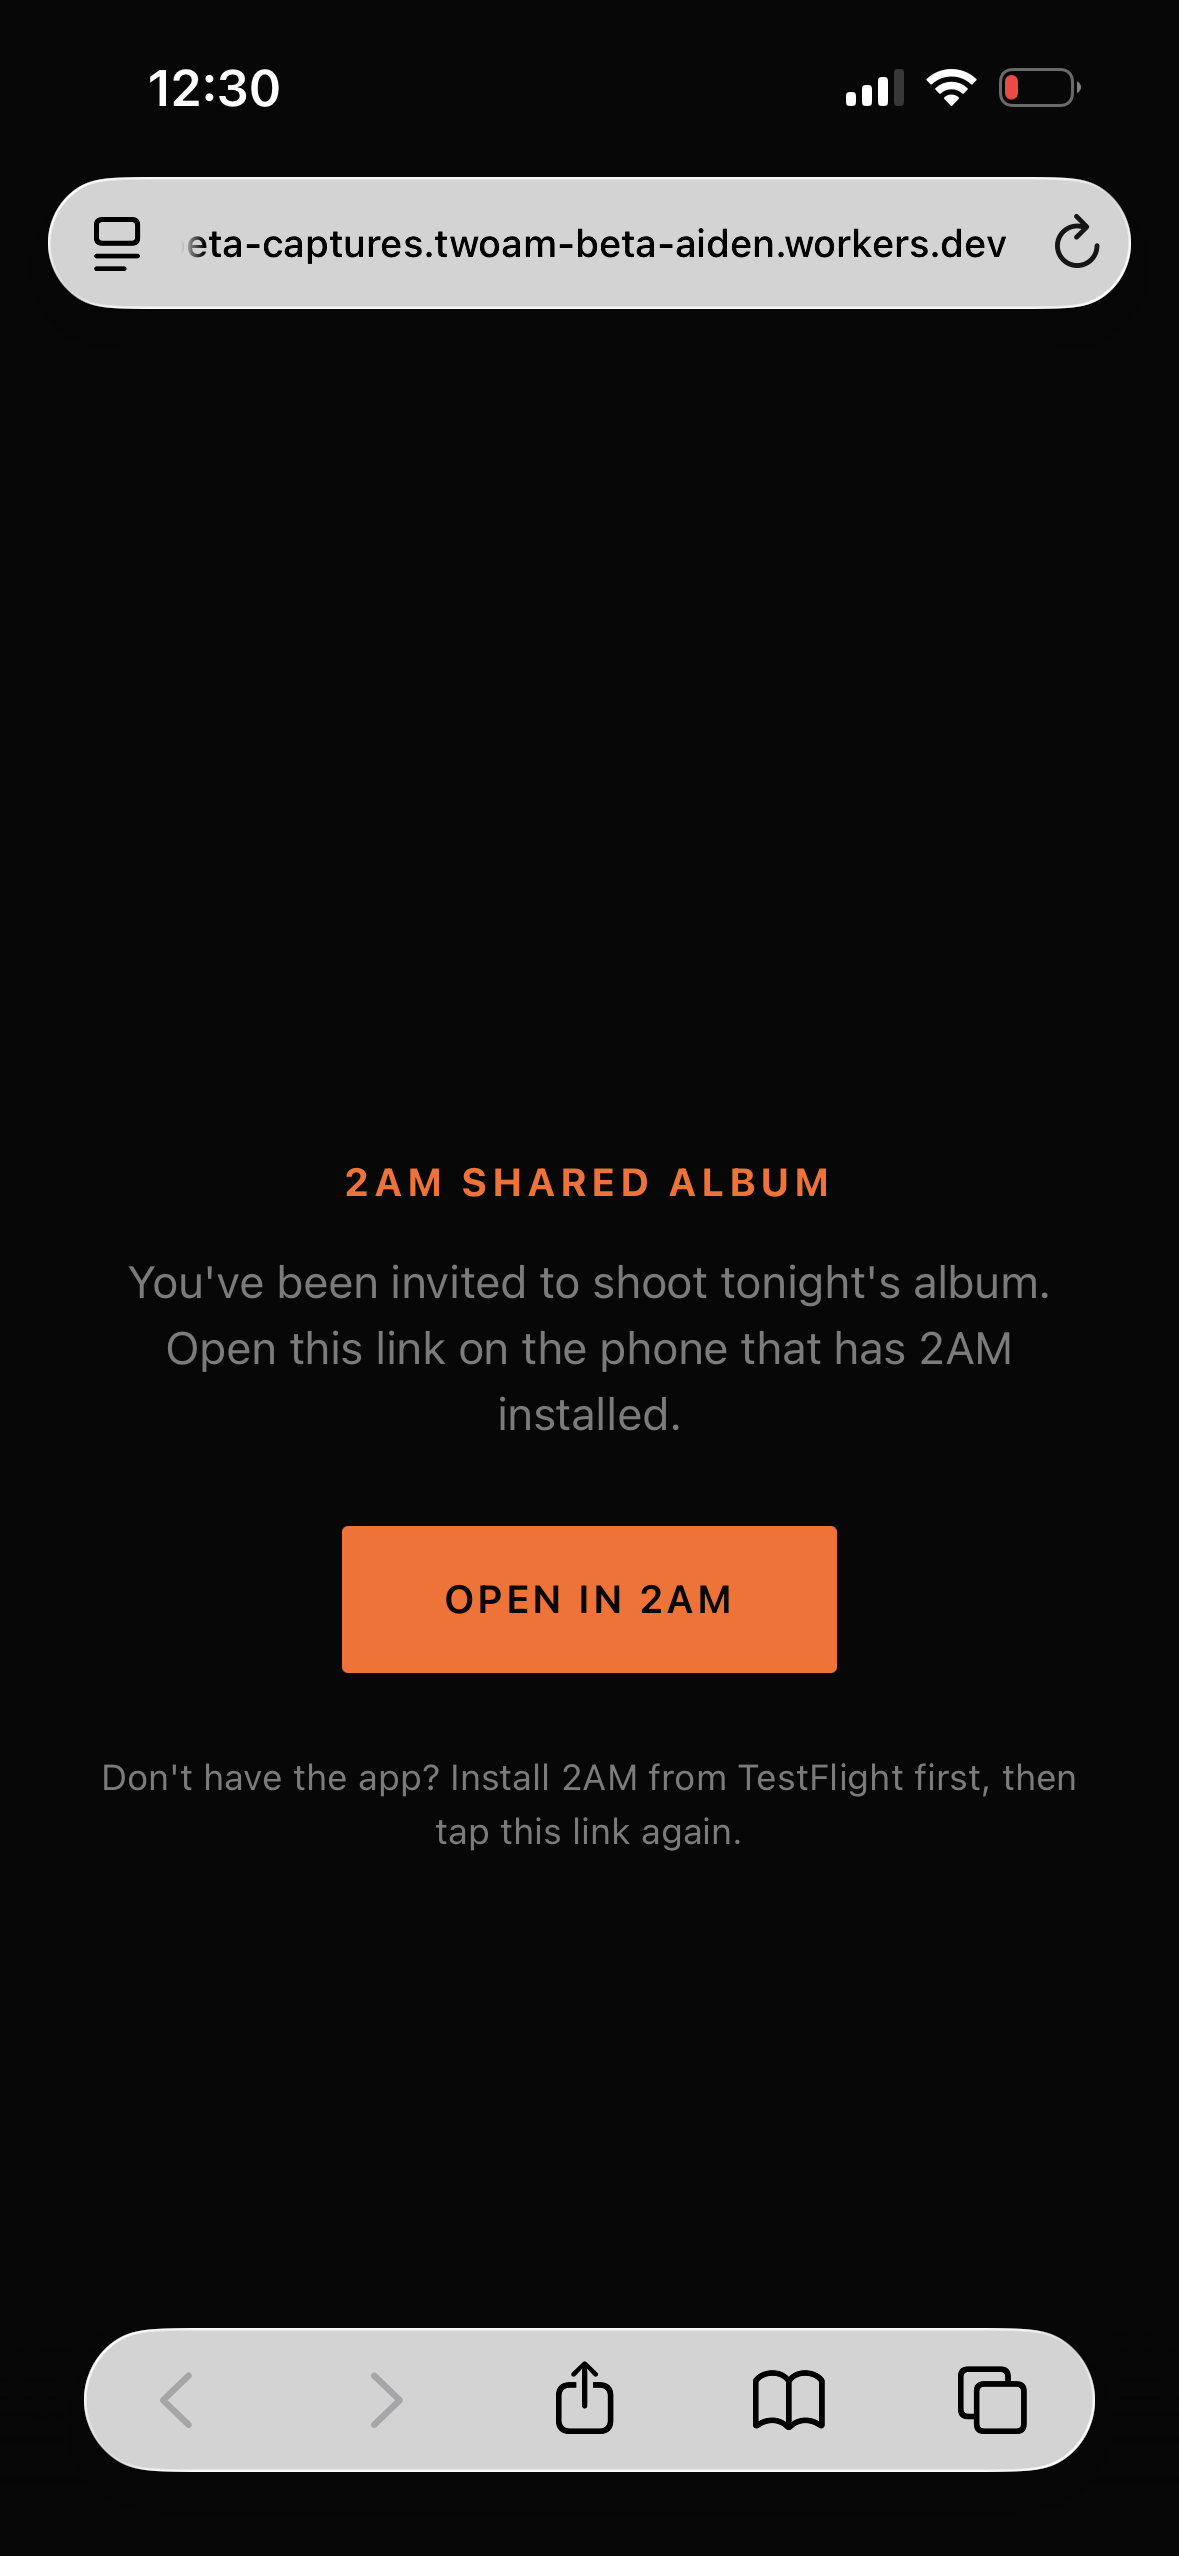 12:30
eta-captures.twoam-beta-aiden.workers.dev
2AM SHARED ALBUM
You've been invited to shoot tonight's album.
Open this link on the phone that has 2AM
installed.
OPEN IN 2AM
Don't have the app? Install 2AM from TestFlight first, then
tap this link again.